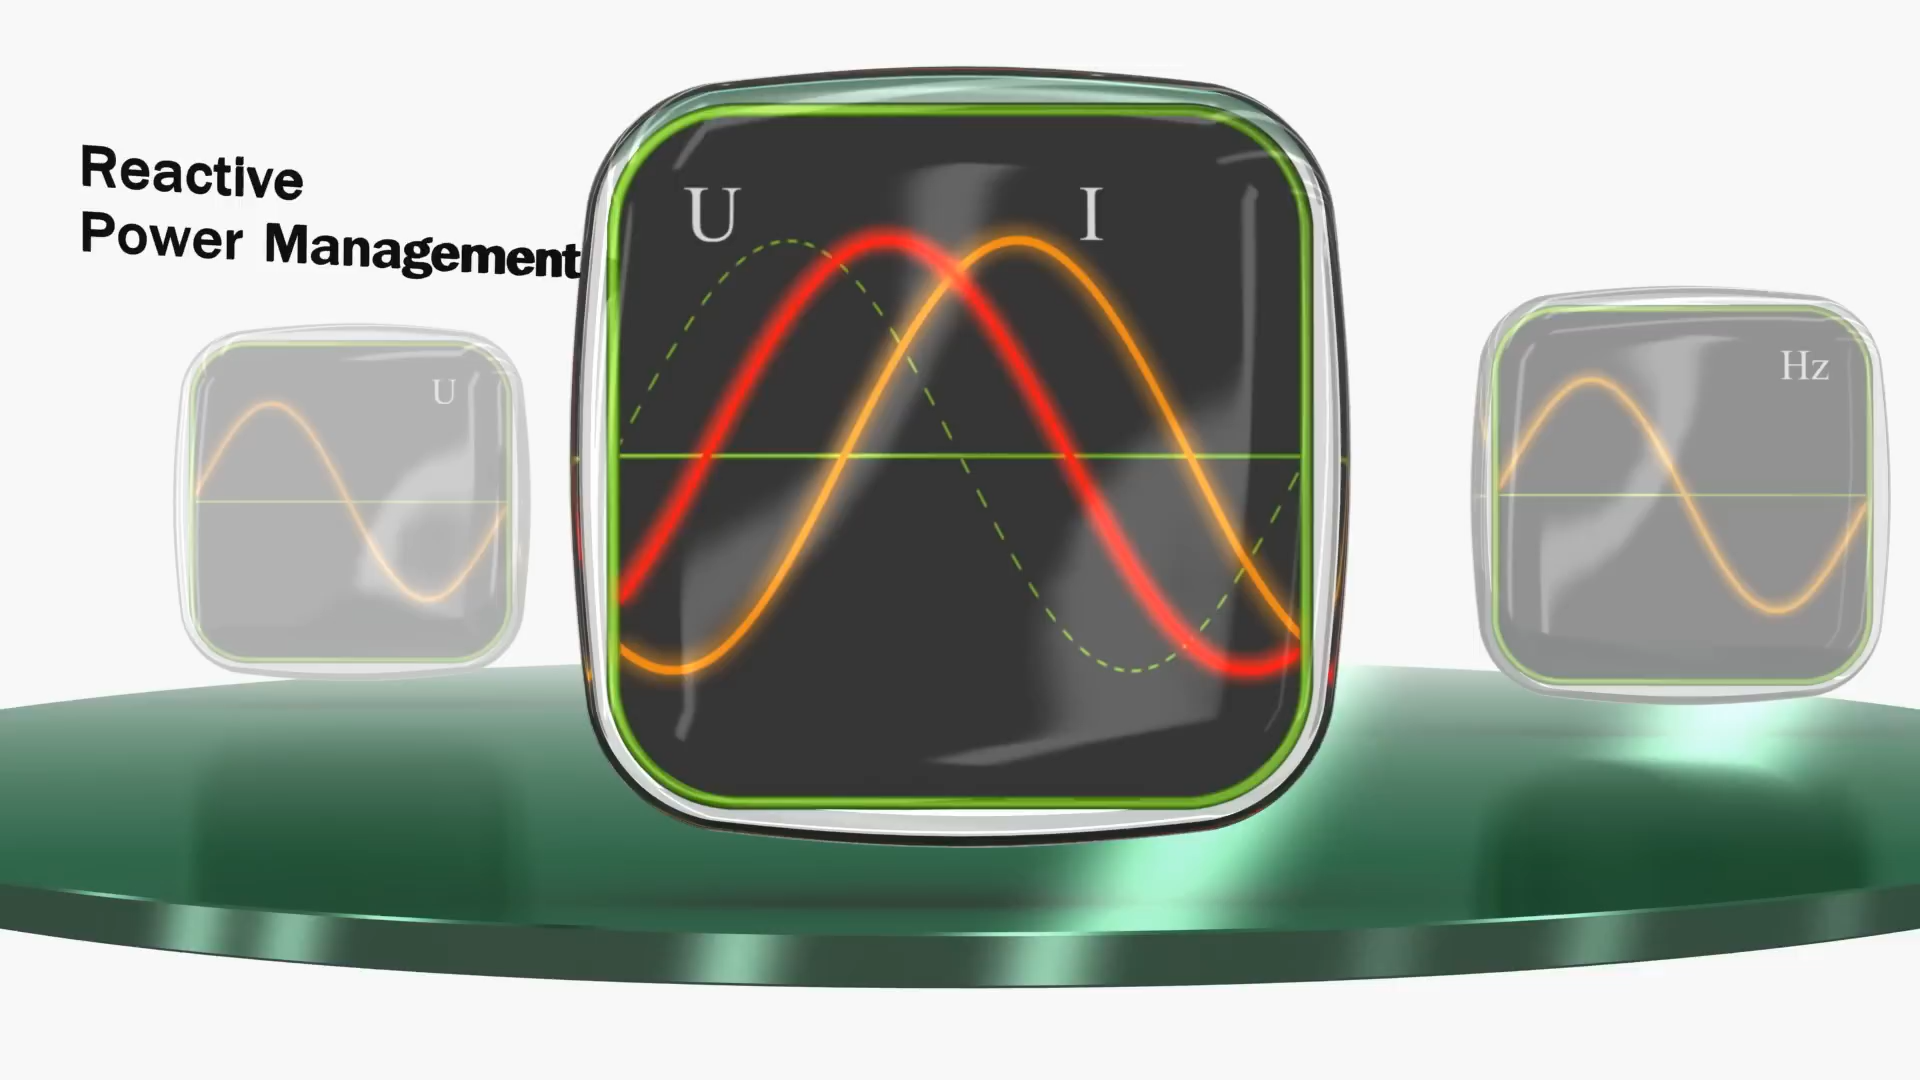 Reactive
Power Management
U I
U
Hz